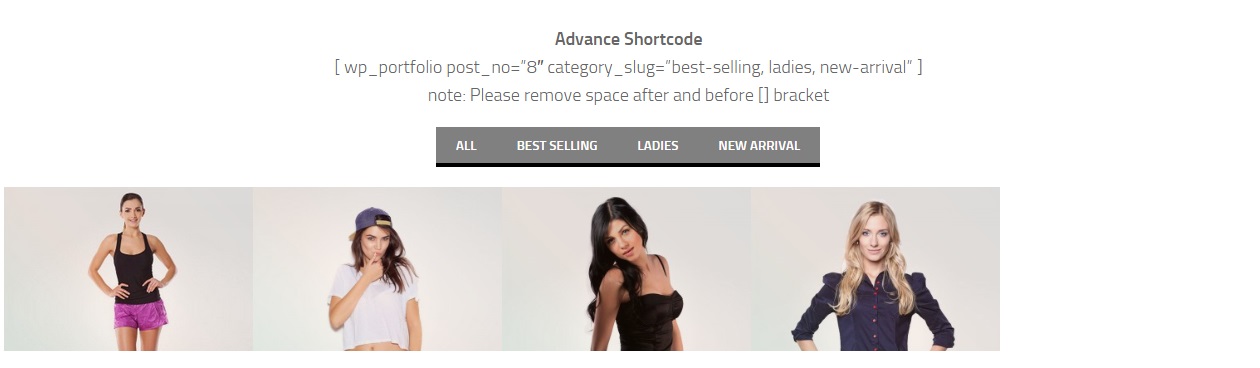 Advance Shortcode
[ wp_portfolio post_no=”8″ category_slug=”best-selling, ladies, new-arrival” ]
note: Please remove space after and before [] bracket
ALL BEST SELLING LADIES NEW ARRIVAL